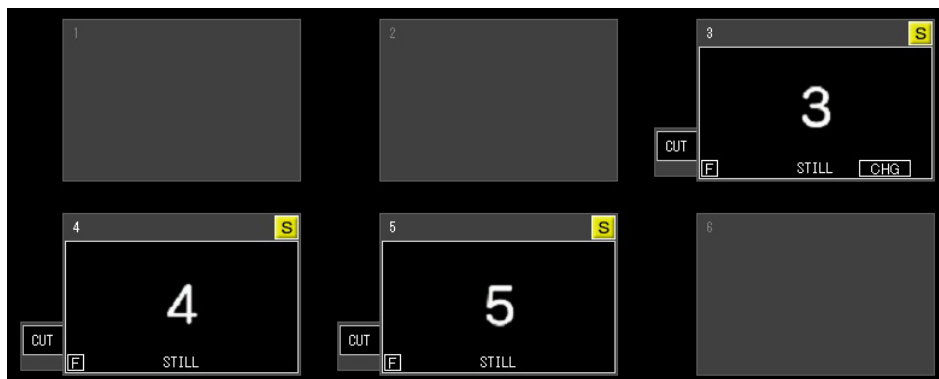 1
2
3 S
3
CUT
F STILL CHG
4 S
5 S
6
4
5
CUT
CUT
F STILL
F STILL